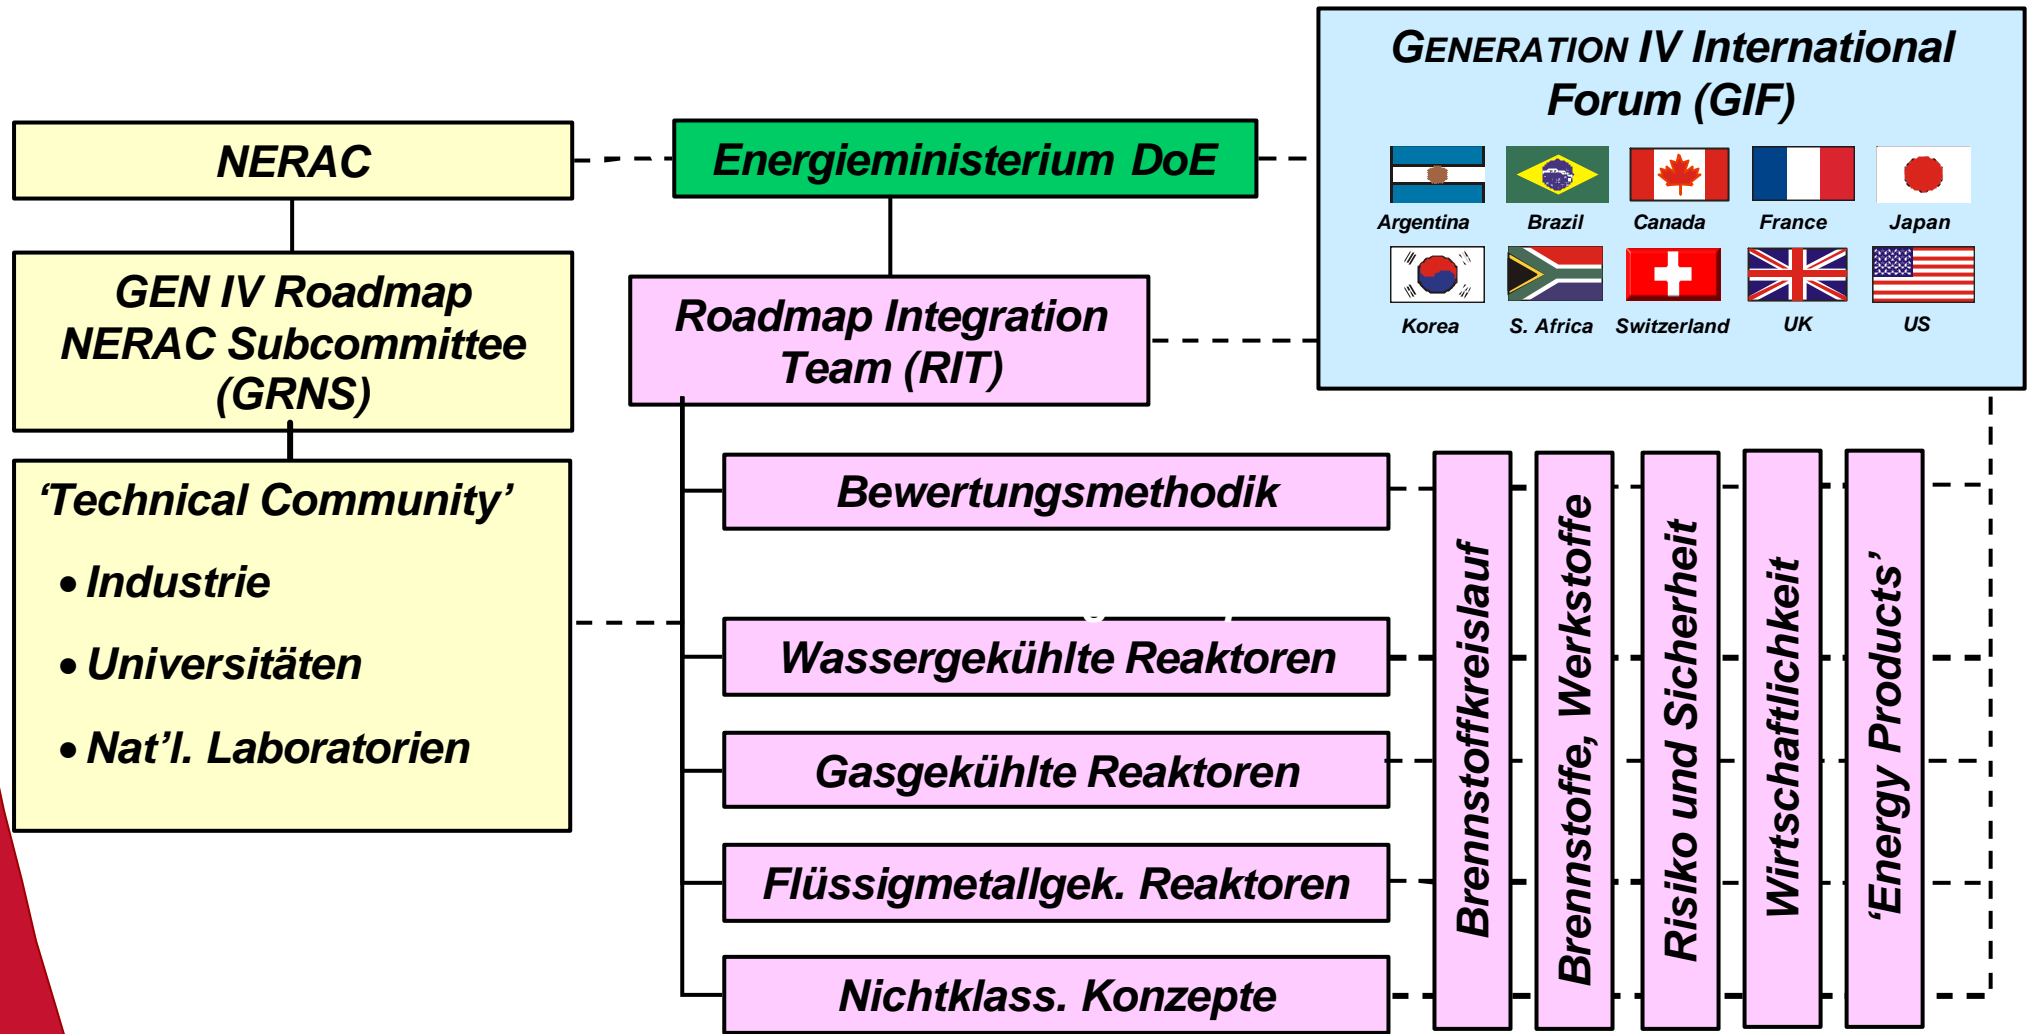 GENERATION IV International
Forum (GIF)
Argentina
Brazil
Canada
France
Japan
Korea
S. Africa
Switzerland
UK
US
NERAC
Energieministerium DoE
GEN IV Roadmap
NERAC Subcommittee
(GRNS)
Roadmap Integration
Team (RIT)
‘Technical Community’
• Industrie
• Universitäten
• Nat’l. Laboratorien
Bewertungsmethodik
Wassergekühlte Reaktoren
Gasgekühlte Reaktoren
Flüssigmetallgek. Reaktoren
Nichtklass. Konzepte
Brennstoffkreislauf
Brennstoffe, Werkstoffe
Risiko und Sicherheit
Wirtschaftlichkeit
‘Energy Products’